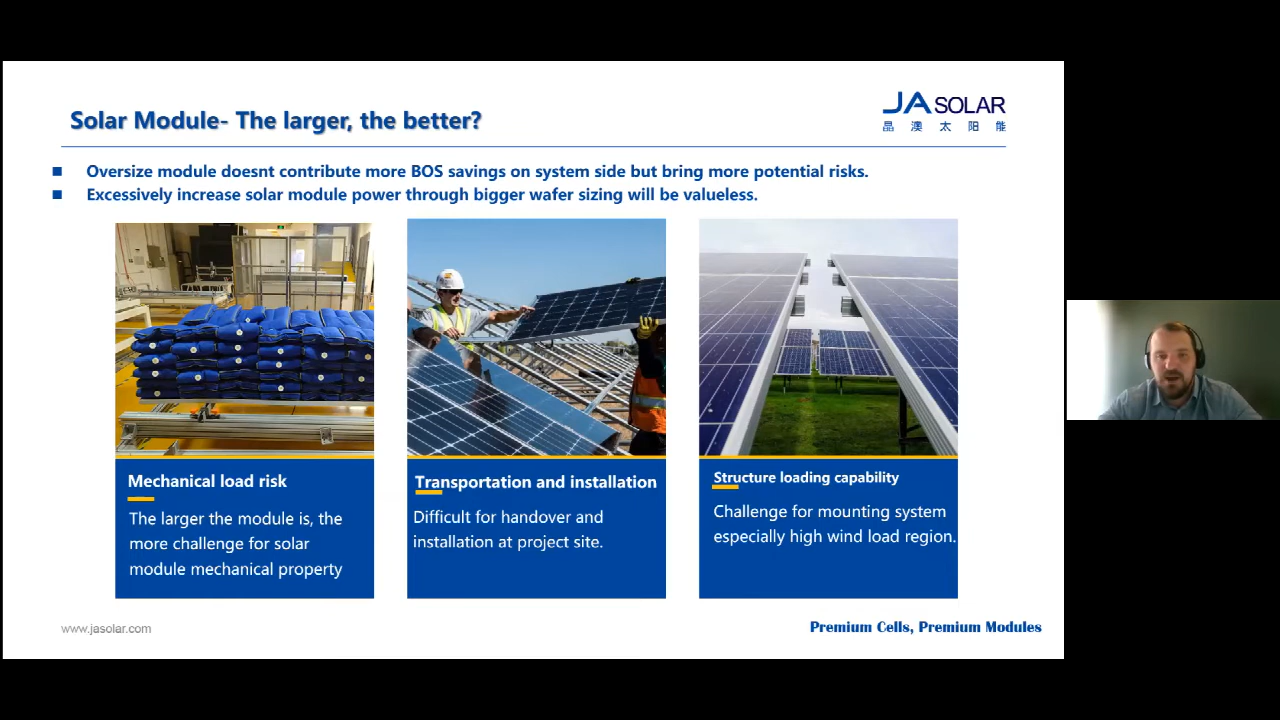 Solar Module- The larger, the better?
JA SOLAR
晶 澳 太 阳 能
Oversize module doesnt contribute more BOS savings on system side but bring more potential risks.
Excessively increase solar module power through bigger wafer sizing will be valueless.
Mechanical load risk
The larger the module is, the
more challenge for solar
module mechanical property
Transportation and installation
Difficult for handover and
installation at project site.
Structure loading capability
Challenge for mounting system
especially high wind load region.
www.jasolar.com
Premium Cells, Premium Modules